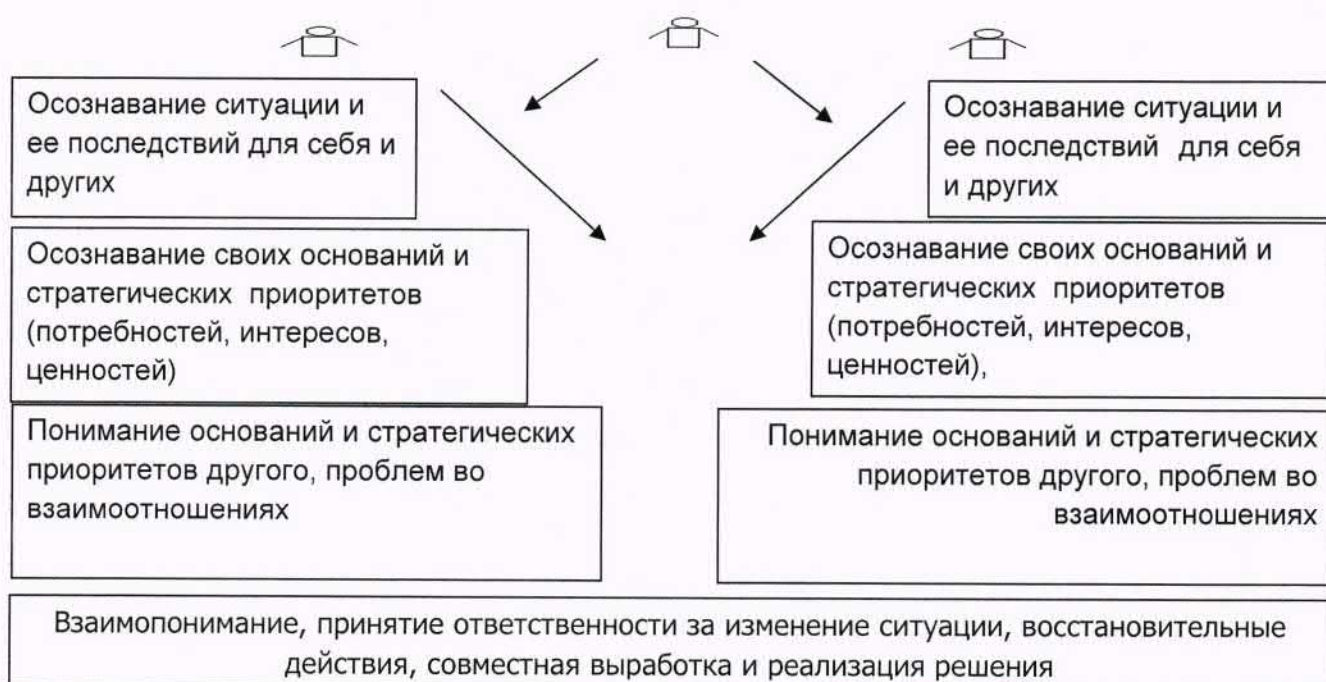 Осознавание ситуации и
ее последствий для себя и
других
Осознавание ситуации и
ее последствий для себя
и других
Осознавание своих оснований и
стратегических приоритетов
(потребностей, интересов,
ценностей)
Осознавание своих оснований и
стратегических приоритетов
(потребностей, интересов,
ценностей),
Понимание оснований и стратегических
приоритетов другого, проблем во
взаимоотношениях
Понимание оснований и стратегических
приоритетов другого, проблем во
взаимоотношениях
Взаимопонимание, принятие ответственности за изменение ситуации, восстановительные
действия, совместная выработка и реализация решения